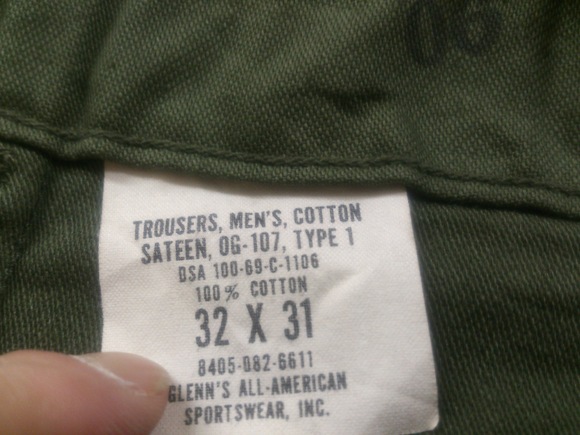 06
TROUSERS, MEN'S, COTTON
SATEEN, OG-107, TYPE 1
DSA 100-69-C-1106
100% COTTON
32 X 31
8405-082-6611
GLENN'S ALL-AMERICAN
SPORTSWEAR, INC.